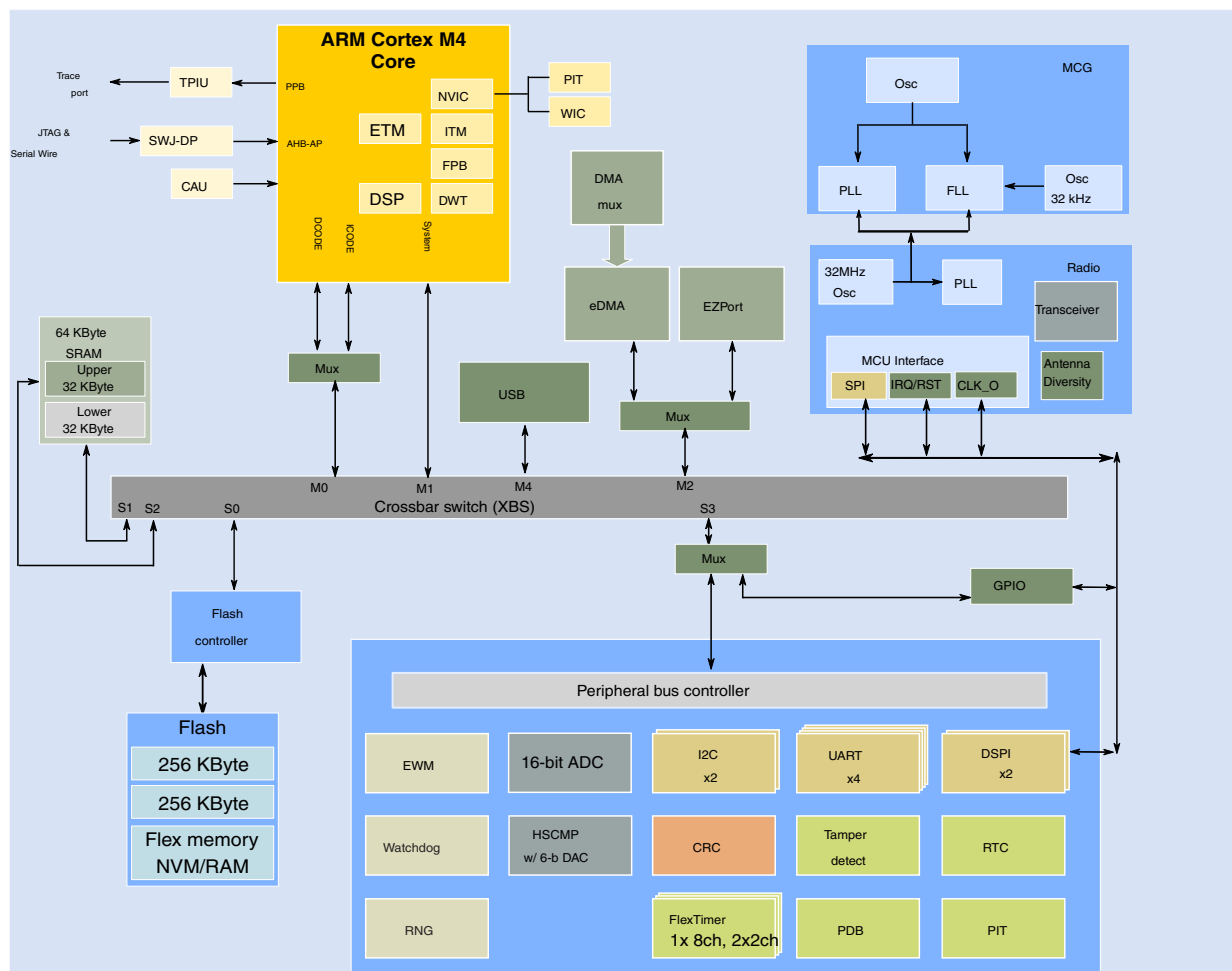 ARM Cortex M4
Core
Trace
port
TPIU
PPB
JTAG &
Serial Wire
SWJ-DP
AHB-AP
CAU
ETM
DSP
NVIC
ITM
FPB
DWT
DCODE
ICODE
System
PIT
WIC
DMA
mux
eDMA
EZPort
MCG
Osc
PLL
FLL
Osc
32 kHz
Radio
32MHz
Osc
PLL
Transceiver
MCU Interface
SPI
IRQ/RST
CLK_O
Antenna
Diversity
64 KByte
SRAM
Upper
32 KByte
Lower
32 KByte
Mux
USB
Mux
M0
M1
M4
M2
Crossbar switch (XBS)
S1
S2
S0
S3
Mux
GPIO
Flash
controller
Flash
256 KByte
256 KByte
Flex memory
NVM/RAM
Peripheral bus controller
EWM
16-bit ADC
I2C
x2
UART
x4
DSPI
x2
Watchdog
HSCMP
w/ 6-b DAC
CRC
Tamper
detect
RTC
RNG
FlexTimer
1x 8ch, 2x2ch
PDB
PIT